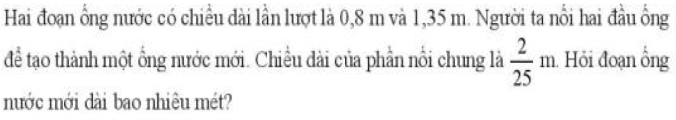 Hai đoạn ống nước có chiều dài lần lượt là 0,8 m và 1,35 m. Người ta nối hai đầu ống
để tạo thành một ống nước mới. Chiều dài của phần nối chung là 2/25 m. Hỏi đoạn ống
nước mới dài bao nhiêu mét?